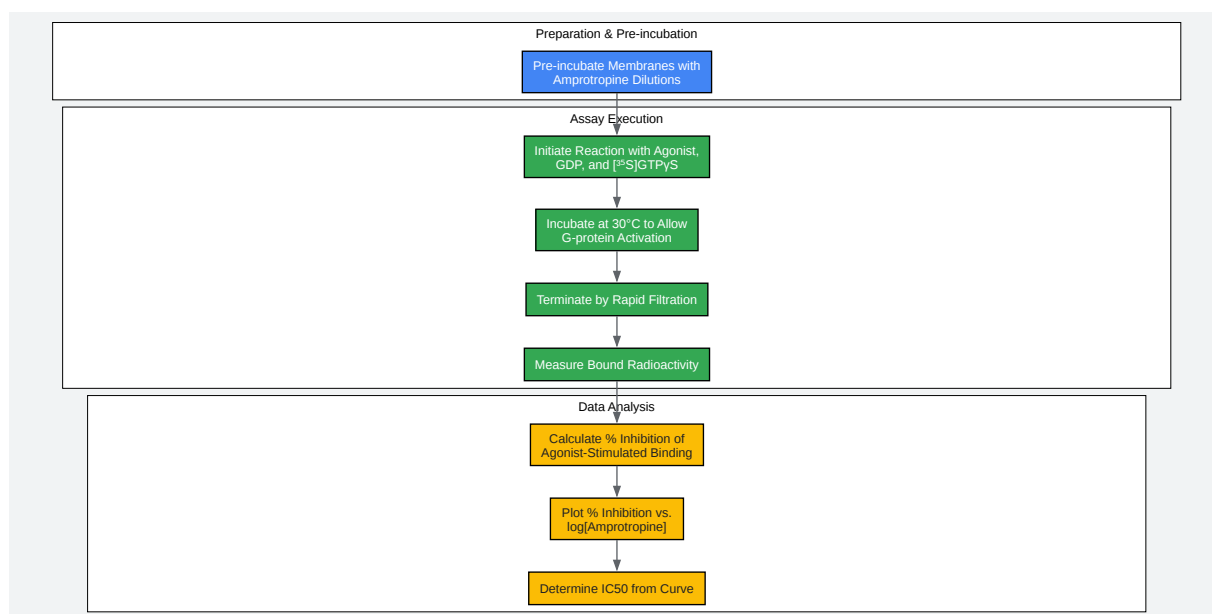 Preparation & Pre-incubation
Pre-incubate Membranes with
Amprotropine Dilutions
Assay Execution
Initiate Reaction with Agonist,
GDP, and [³⁵S]GTPγS
Incubate at 30°C to Allow
G-protein Activation
Terminate by Rapid Filtration
Measure Bound Radioactivity
Data Analysis
Calculate % Inhibition of
Agonist-Stimulated Binding
Plot % Inhibition vs.
log[Amprotropine]
Determine IC50 from Curve